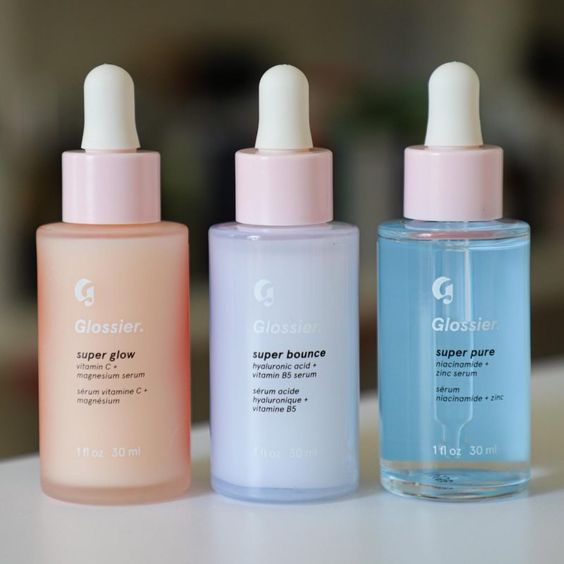 Glossier.
super glow
vitamin C +
magnesium serum
sérum vitamine C +
magnésium
1 fl oz 30 ml
Glossier.
super bounce
hyaluronic acid +
vitamin B5 serum
sérum acide
hyaluronique +
vitamine B5
1 fl oz 30 ml
Glossier.
super pure
niacinamide +
zinc serum
sérum
niacinamide + zinc
1 fl oz 30 ml